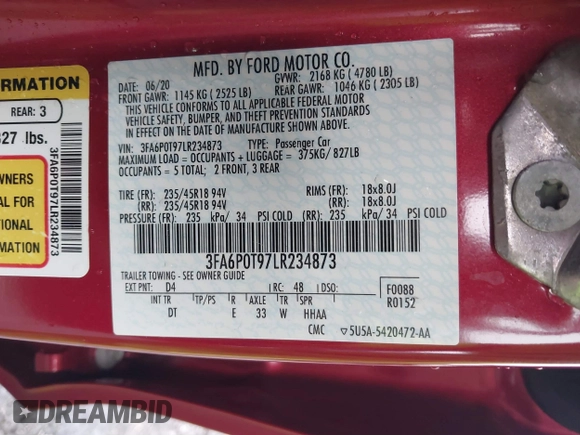 ORMATION
REAR: 3
827 lbs.
WNERS
AL FOR
TIONAL
RMATION
3FA6P0T97LR234873
MFD. BY FORD MOTOR CO.
DATE: 06/20 GVWR: 2168 KG ( 4780 LB)
FRONT GAWR: 1145 KG ( 2525 LB) REAR GAWR: 1046 KG ( 2305 LB)
THIS VEHICLE CONFORMS TO ALL APPLICABLE FEDERAL MOTOR
VEHICLE SAFETY, BUMPER, AND THEFT PREVENTION STANDARDS
IN EFFECT ON THE DATE OF MANUFACTURE SHOWN ABOVE.
VIN: 3FA6P0T97LR234873 TYPE: Passenger Car
MAXIMUM LOAD = OCCUPANTS + LUGGAGE = 375KG/ 827LB
OCCUPANTS = 5 TOTAL; 2 FRONT, 3 REAR
TIRE (FR): 235/45R18 94V RIMS (FR): 18x8.0J
(RR): 235/45R18 94V (RR): 18x8.0J
PRESSURE (FR): 235 kPa/ 34 PSI COLD (RR): 235 kPa/ 34 PSI COLD
3FA6P0T97LR234873
TRAILER TOWING - SEE OWNER GUIDE
EXT PNT: D4 RC: 48 DSO: F0088
INT TR TP/PS R AXLE TR SPR R0152
DT E 33 W HHAA
CMC ▽5U5A-5420472-AA
DREAMBID